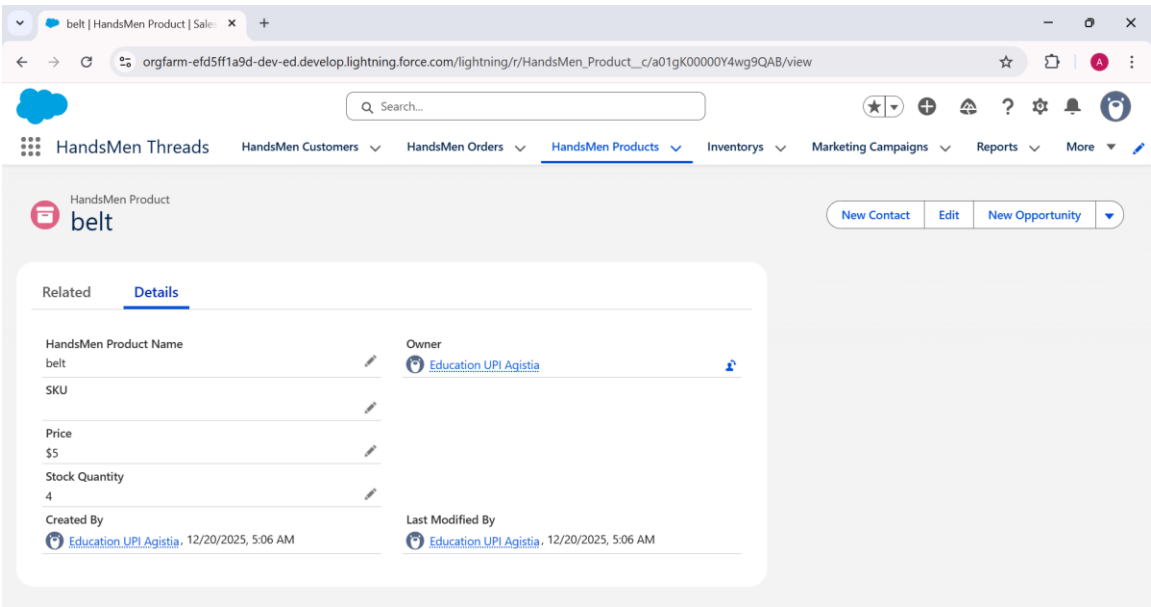 belt | HandsMen Product | Sales
orgfarm-efd5ff1a9d-dev-ed.develop.lightning.force.com/lightning/r/HandsMen_Product__c/a01gK00000Y4wg9QAB/view
A
Search...
HandsMen Threads HandsMen Customers HandsMen Orders HandsMen Products Inventorys Marketing Campaigns Reports More
HandsMen Product
belt
New Contact Edit New Opportunity
Related Details
HandsMen Product Name
belt
Owner
Education UPI Agistia
SKU
Price
$5
Stock Quantity
4
Created By
Education UPI Agistia, 12/20/2025, 5:06 AM
Last Modified By
Education UPI Agistia, 12/20/2025, 5:06 AM